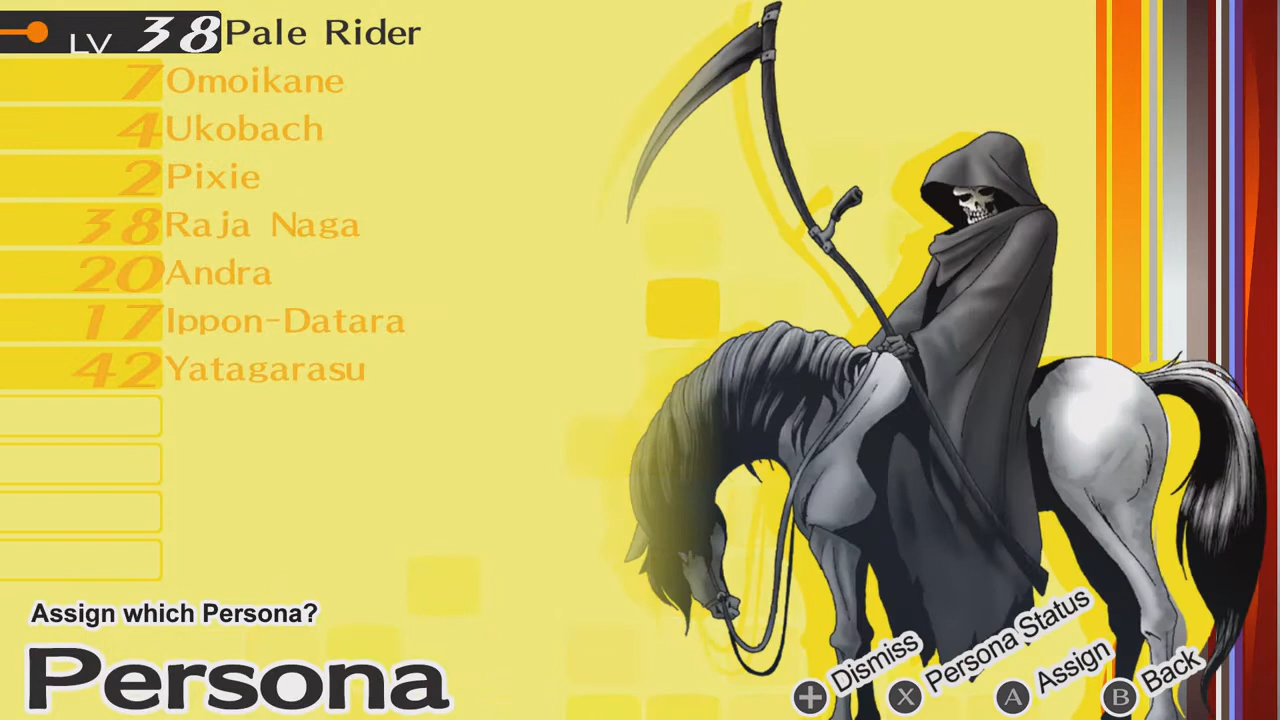 LV 38 Pale Rider
7 Omoikane
4 Ukobach
2 Pixie
38 Raja Naga
20 Andra
17 Ippon-Datara
42 Yatagarasu
Assign which Persona?
Persona
+ Dismiss X Persona Status A Assign B Back